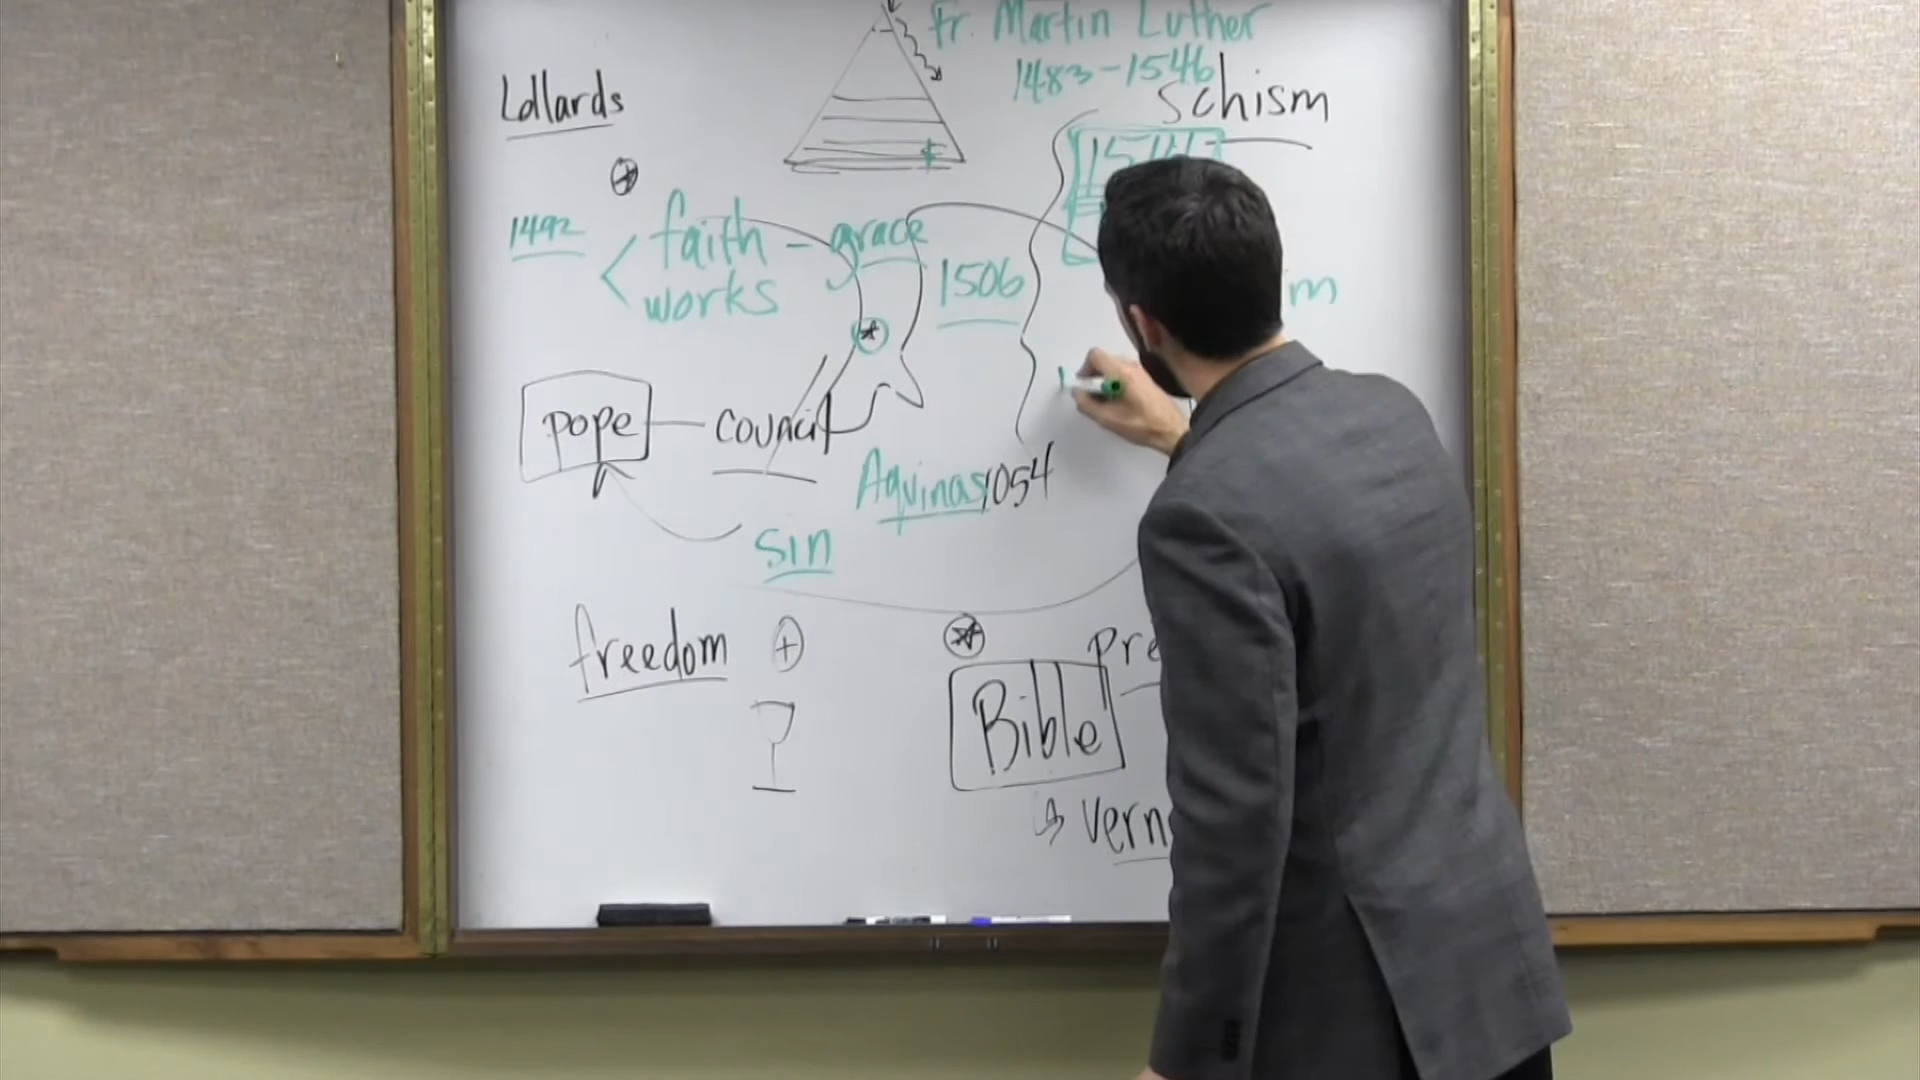 Fr. Martin Luther
1483-1546
Lollards
schism
1492
faith - grace
works
1506
pope - council
Aquinas 1054
sin
freedom
Bible